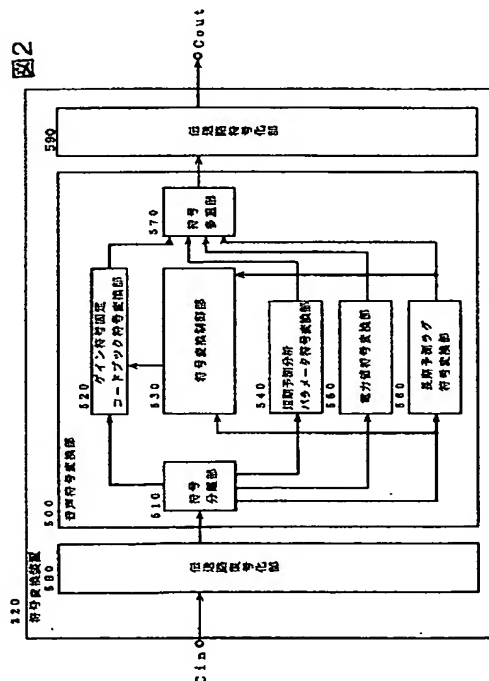 図2
220
符号変換装置
580
伝送路復号化部
500
音声符号変換部
510
符号
分離部
520
ゲイン符号固定
コードブック符号変換部
530
符号変換制御部
540
短期予測分析
パラメータ符号変換部
550
電力値符号変換部
560
長期予測ラグ
符号変換部
570
符号
多重部
590
伝送路符号化部
Cin
Cout